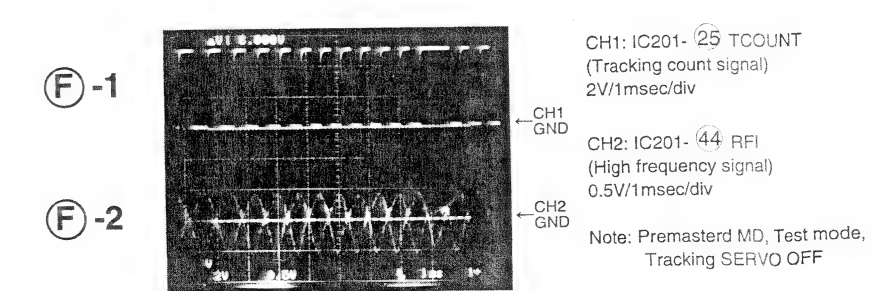 Ⓕ-1
CH1: IC201- ㉕ TCOUNT
(Tracking count signal)
2V/1msec/div
←CH1
GND
CH2: IC201- ㊹ RFI
(High frequency signal)
0.5V/1msec/div
Ⓕ-2
←CH2
GND
Note: Premasterd MD, Test mode,
Tracking SERVO OFF